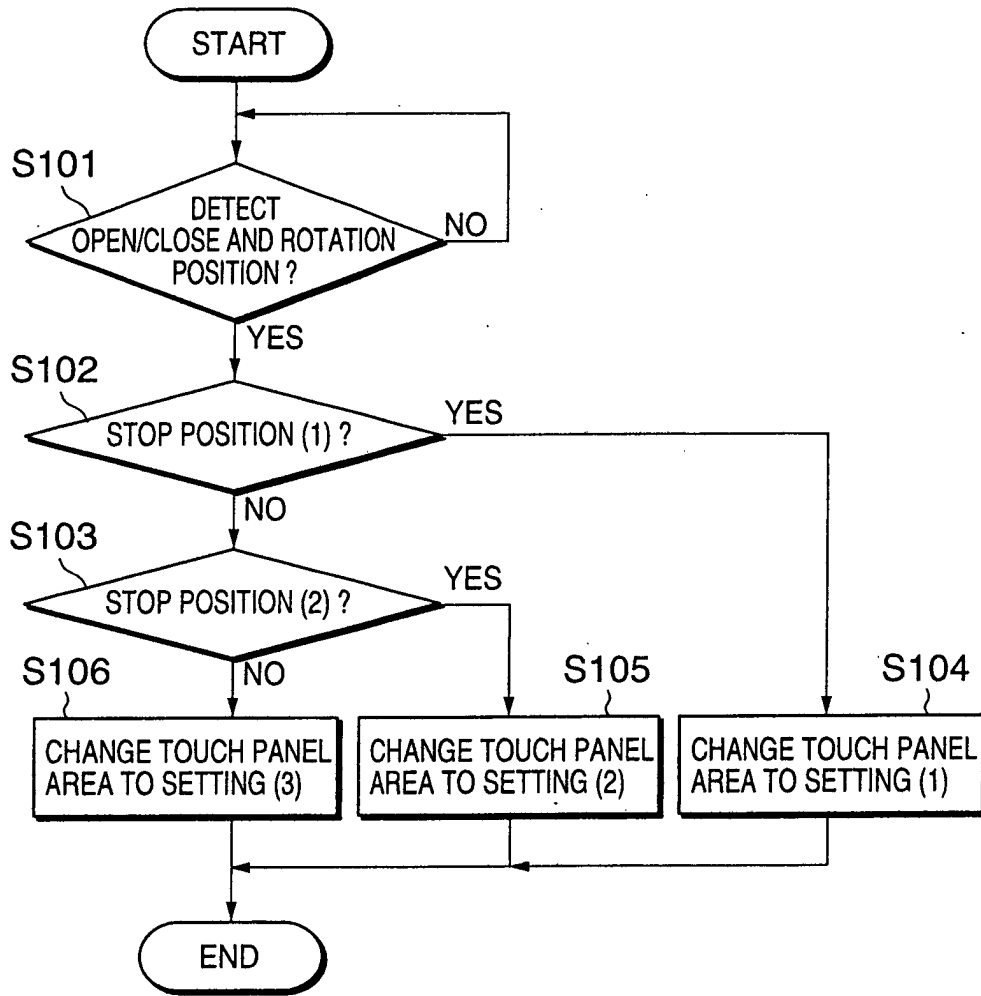 START
S101
DETECT
OPEN/CLOSE AND ROTATION
POSITION ?
NO
YES
S102
STOP POSITION (1) ?
YES
NO
S103
STOP POSITION (2) ?
YES
NO
S106
CHANGE TOUCH PANEL
AREA TO SETTING (3)
S105
CHANGE TOUCH PANEL
AREA TO SETTING (2)
S104
CHANGE TOUCH PANEL
AREA TO SETTING (1)
END